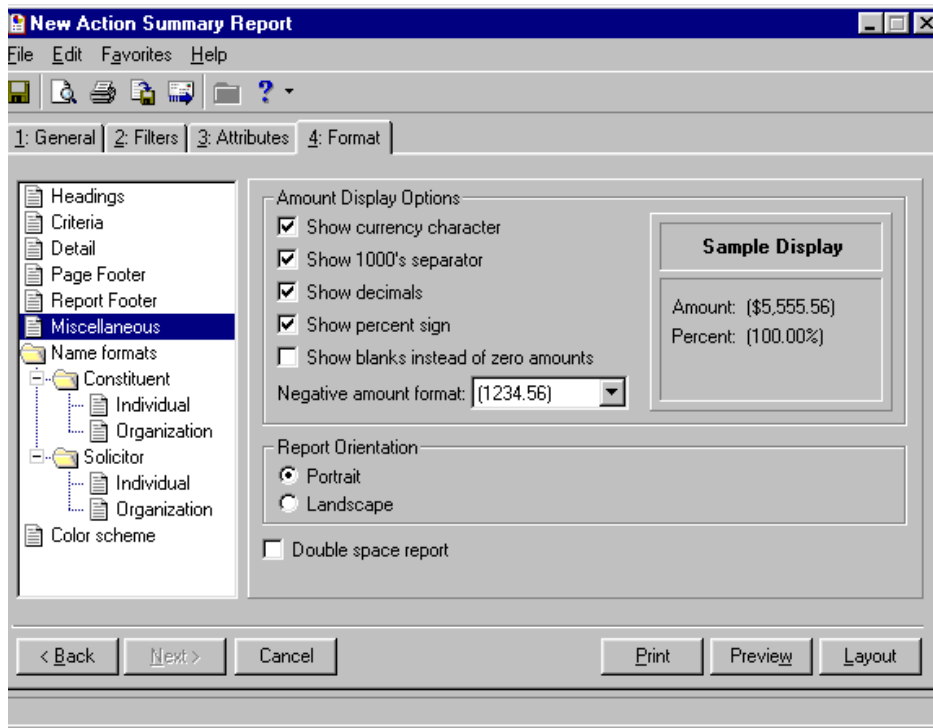 New Action Summary Report
File Edit Favorites Help
?
1: General 2: Filters 3: Attributes 4: Format
Headings
Criteria
Detail
Page Footer
Report Footer
Miscellaneous
Name formats
Constituent
Individual
Organization
Solicitor
Individual
Organization
Color scheme
Amount Display Options
Show currency character
Show 1000's separator
Show decimals
Show percent sign
Show blanks instead of zero amounts
Negative amount format: (1234.56)
Sample Display
Amount: ($5,555.56)
Percent: (100.00%)
Report Orientation
Portrait
Landscape
Double space report
< Back Next > Cancel Print Preview Layout